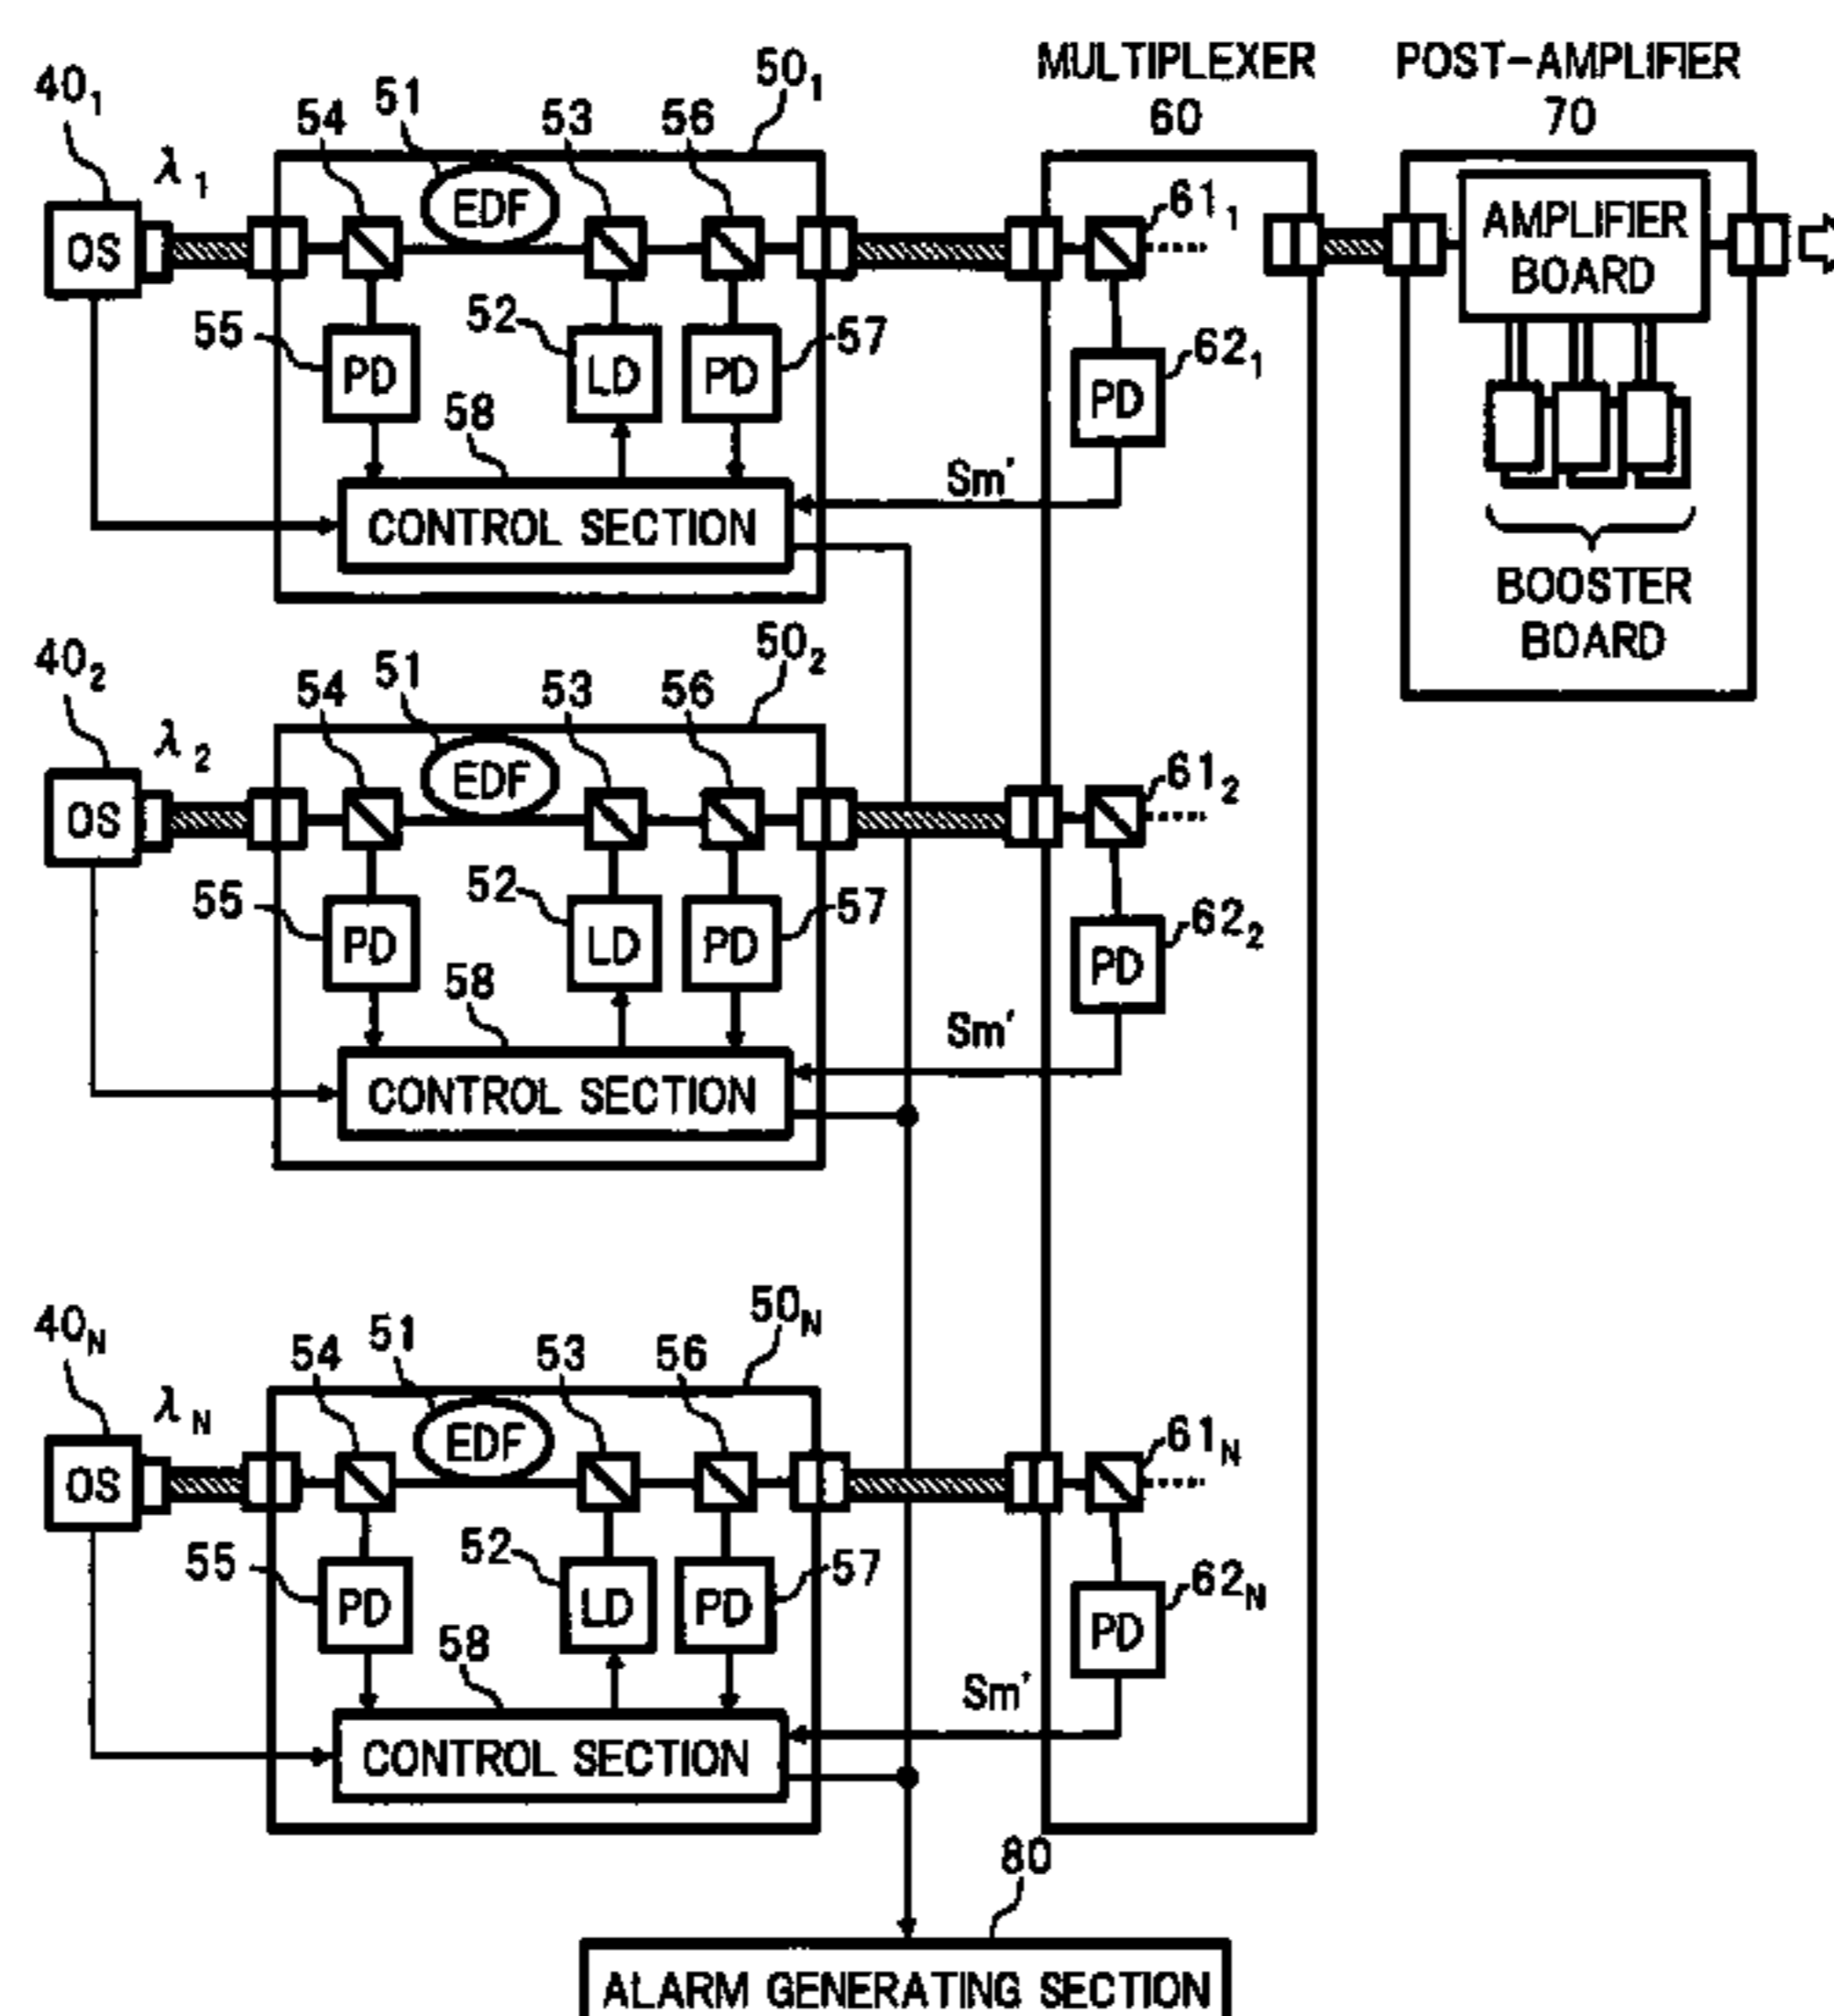 MULTIPLEXER
60
POST-AMPLIFIER
70
40₁
λ₁
54
51
53
56
50₁
OS
EDF
61₁
AMPLIFIER
BOARD
55
PD
52
LD
PD
57
62₁
PD
58
CONTROL SECTION
Sm'
BOOSTER
BOARD
40₂
λ₂
54
51
53
56
50₂
OS
EDF
61₂
55
PD
52
LD
PD
57
62₂
PD
58
CONTROL SECTION
Sm'
40N
λN
54
51
53
56
50N
OS
EDF
61N
55
PD
52
LD
PD
57
62N
PD
58
CONTROL SECTION
Sm'
80
ALARM GENERATING SECTION